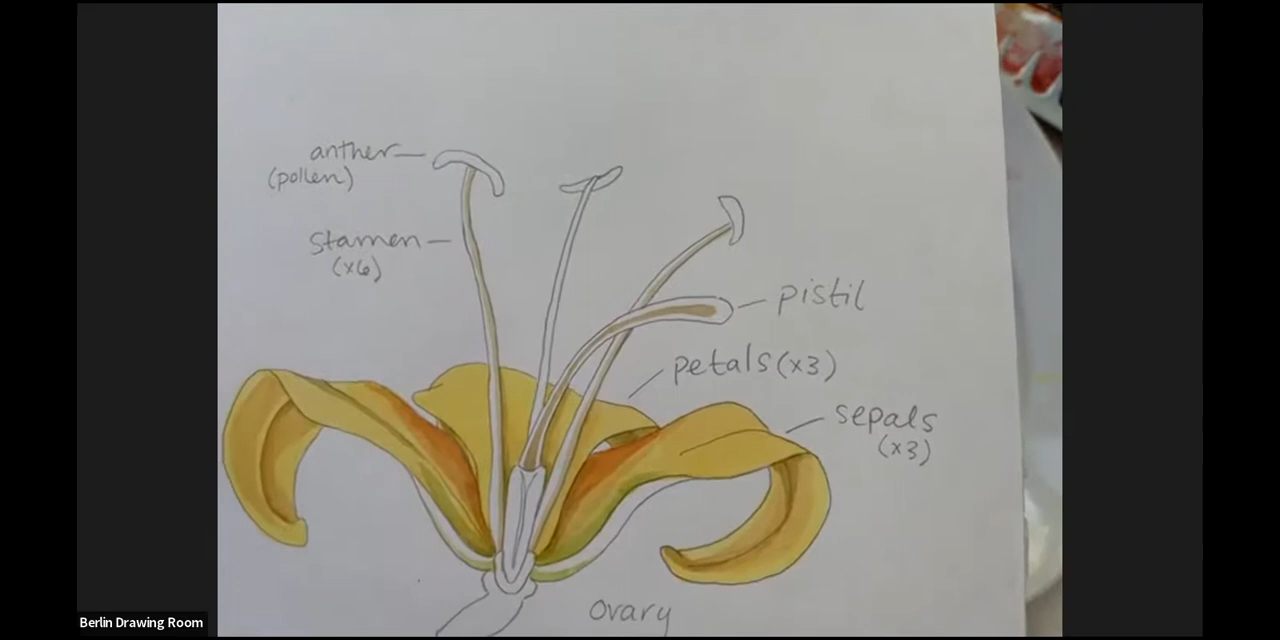 anther
(pollen)
stamen
(x6)
pistil
petals (x3)
sepals
(x3)
ovary
Berlin Drawing Room